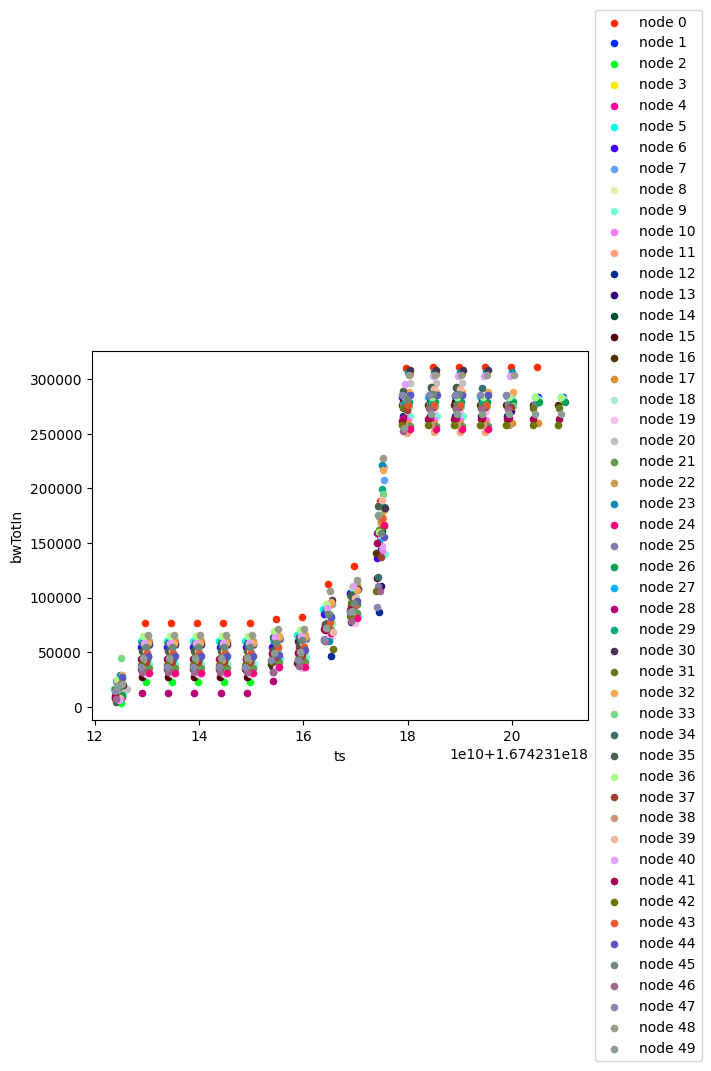 300000
250000
200000
150000
100000
50000
0
bwTotIn
12
14
16
18
20
ts
1e10+1.674231e18
node 0
node 1
node 2
node 3
node 4
node 5
node 6
node 7
node 8
node 9
node 10
node 11
node 12
node 13
node 14
node 15
node 16
node 17
node 18
node 19
node 20
node 21
node 22
node 23
node 24
node 25
node 26
node 27
node 28
node 29
node 30
node 31
node 32
node 33
node 34
node 35
node 36
node 37
node 38
node 39
node 40
node 41
node 42
node 43
node 44
node 45
node 46
node 47
node 48
node 49